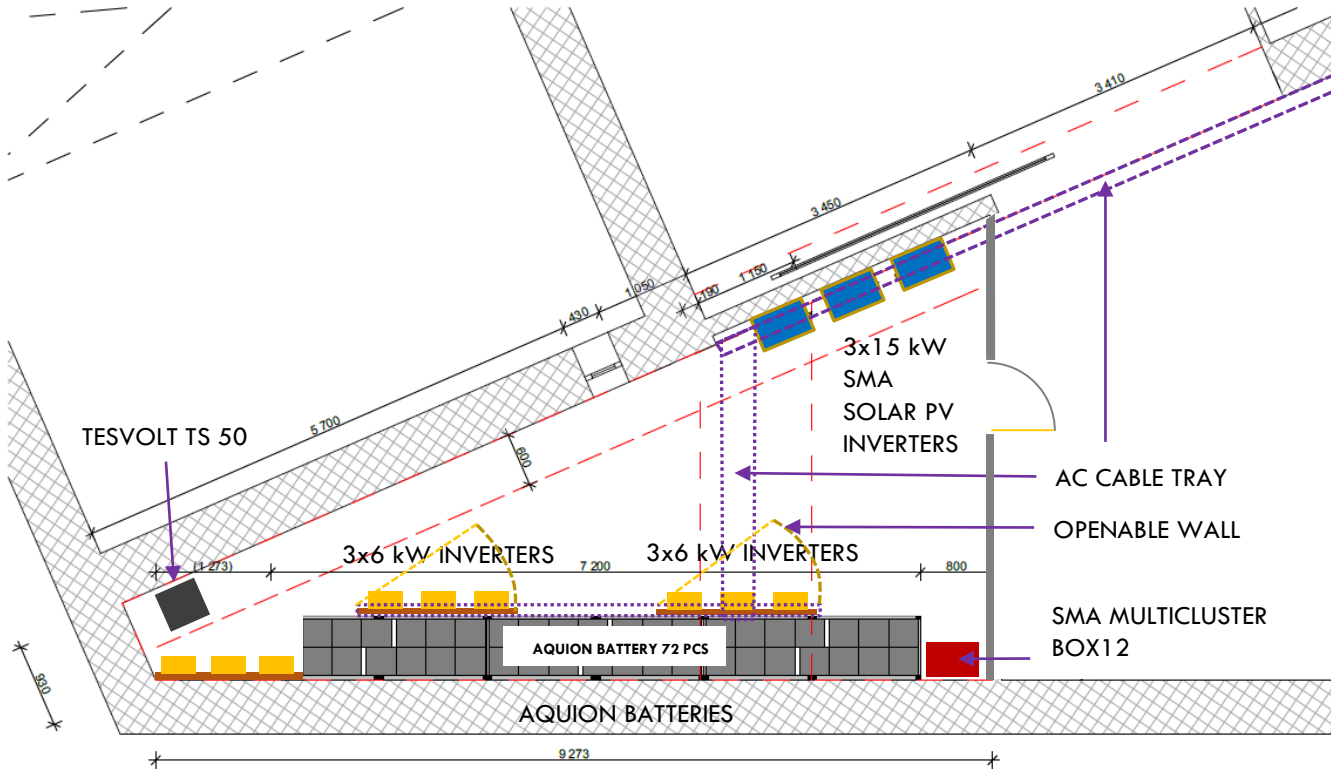 3 410
3 450
1 150
190
1 050
430
3x15 kW
SMA
SOLAR PV
INVERTERS
5 700
TESVOLT TS 50
600
AC CABLE TRAY
OPENABLE WALL
3x6 kW INVERTERS
3x6 kW INVERTERS
(1 273)
7 200
800
SMA MULTICLUSTER
BOX12
AQUION BATTERY 72 PCS
930
AQUION BATTERIES
9 273